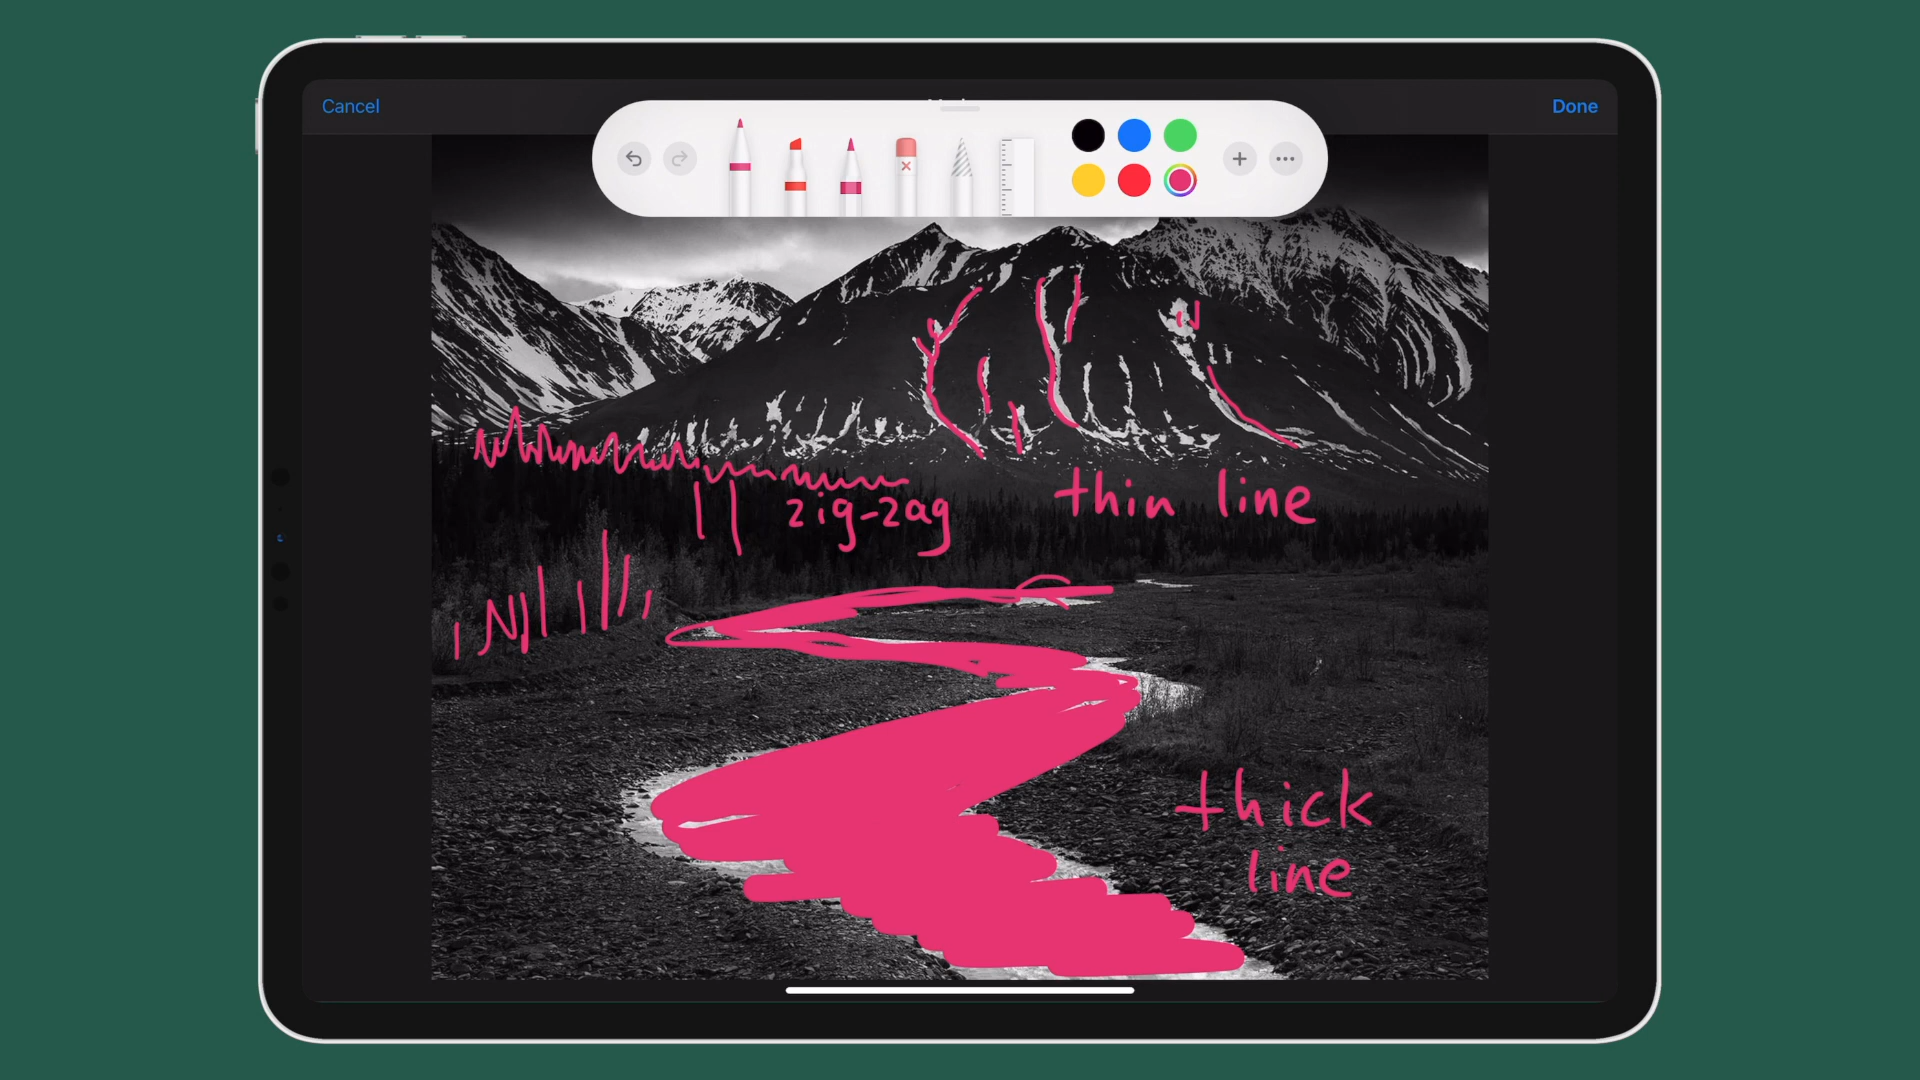 Cancel
Done
zig-zag
thin line
thick
line